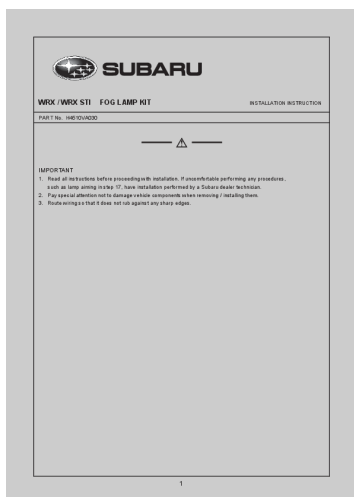 SUBARU
WRX / WRX STI FOG LAMP KIT
INSTALLATION INSTRUCTION
PART No. H4610VA030
IMPORTANT
1. Read all instructions before proceeding with installation. If uncomfortable performing any procedures,
such as lamp aiming in step 17, have installation performed by a Subaru dealer technician.
2. Pay special attention not to damage vehicle components when removing / installing them.
3. Route wirings so that it does not rub against any sharp edges.
1